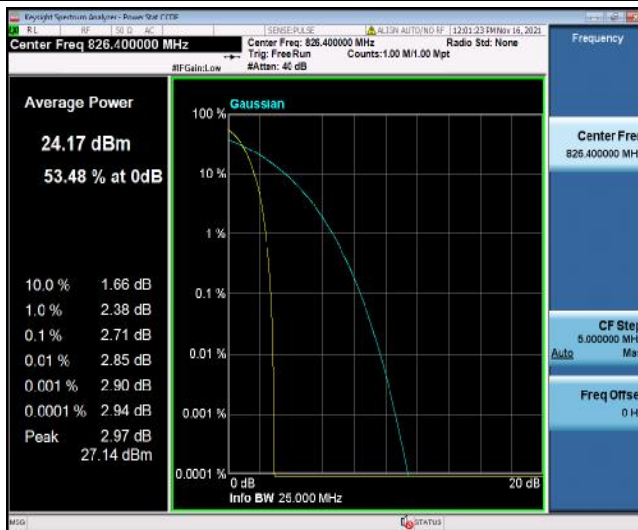 Keysight Spectrum Analyzer - Power Stat CCDF
RL RF 50 Ω AC SENSE:PULSE ALIGN AUTO/NO RF 12:01:23 PM Nov 16, 2021
Center Freq 826.400000 MHz
Center Freq: 826.400000 MHz Radio Std: None
Trig: Free Run Counts:1.00 M/1.00 Mpt
#IFGain:Low #Atten: 40 dB
Frequency
Average Power
24.17 dBm
53.48 % at 0dB
10.0 % 1.66 dB
1.0 % 2.38 dB
0.1 % 2.71 dB
0.01 % 2.85 dB
0.001 % 2.90 dB
0.0001 % 2.94 dB
Peak 2.97 dB
27.14 dBm
Gaussian
100 %
10 %
1 %
0.1 %
0.01 %
0.001 %
0.0001 %
0 dB 20 dB
Info BW 25.000 MHz
Center Fre
826.400000 MH
CF Step
5.000000 MH
Auto Ma
Freq Offse
0 H
MSG STATUS